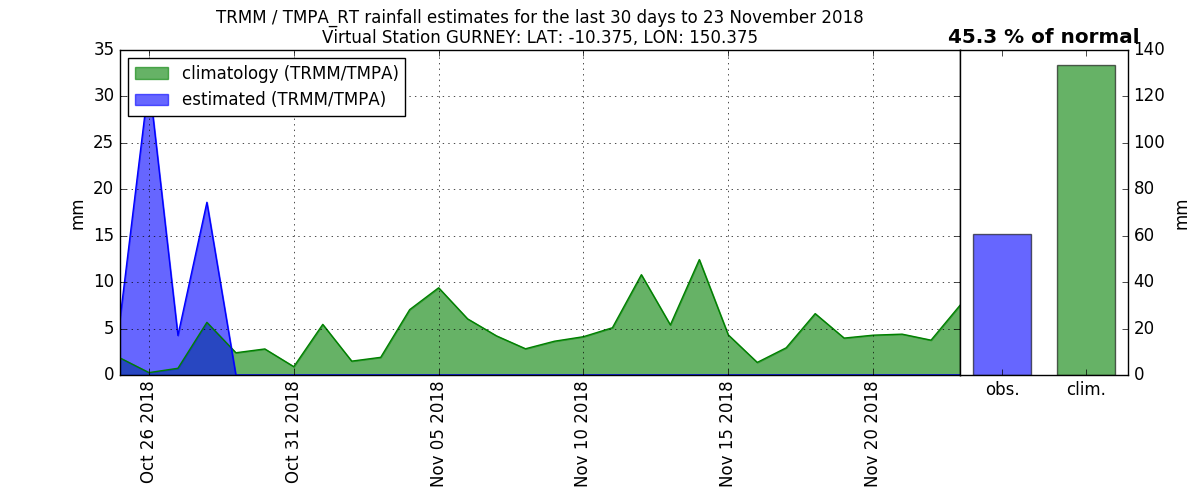 TRMM / TMPA_RT rainfall estimates for the last 30 days to 23 November 2018
Virtual Station GURNEY: LAT: -10.375, LON: 150.375
45.3 % of normal
climatology (TRMM/TMPA)
estimated (TRMM/TMPA)
mm
35
30
25
20
15
10
5
0
Oct 26 2018
Oct 31 2018
Nov 05 2018
Nov 10 2018
Nov 15 2018
Nov 20 2018
obs.
clim.
140
120
100
80
60
40
20
0
mm